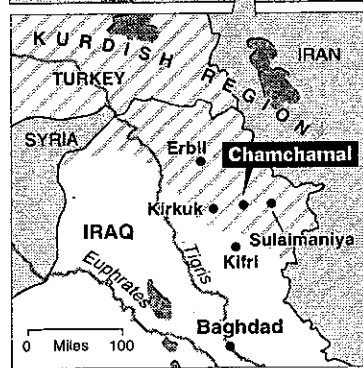 KURDISH REGION
IRAN
TURKEY
SYRIA
Erbil
Chamchamal
Kirkuk
Sulaimaniya
IRAQ
Tigris
Kifri
Euphrates
Baghdad
0 Miles 100